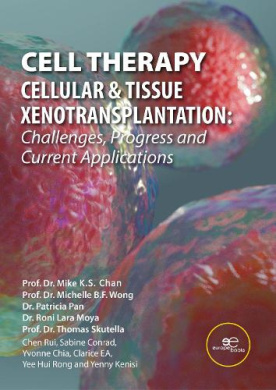 CELL THERAPY
CELLULAR & TISSUE
XENOTRANSPLANTATION:
Challenges, Progress and
Current Applications
Prof. Dr. Mike K.S. Chan
Prof. Dr. Michelle B.F. Wong
Dr. Patricia Pan
Dr. Roni Lara Moya
Prof. Dr. Thomas Skutella
Chen Rui, Sabine Conrad,
Yvonne Chia, Clarice EA,
Yee Hui Rong and Yenny Kenisi
europe
books